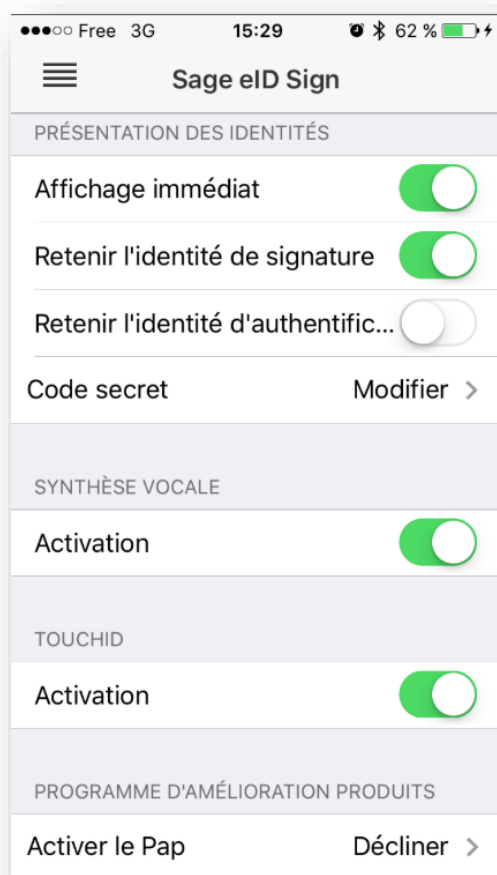 Free 3G 15:29 62 %
Sage eID Sign
PRÉSENTATION DES IDENTITÉS
Affichage immédiat
Retenir l'identité de signature
Retenir l'identité d'authentific...
Code secret Modifier >
SYNTHÈSE VOCALE
Activation
TOUCHID
Activation
PROGRAMME D'AMÉLIORATION PRODUITS
Activer le Pap Décliner >